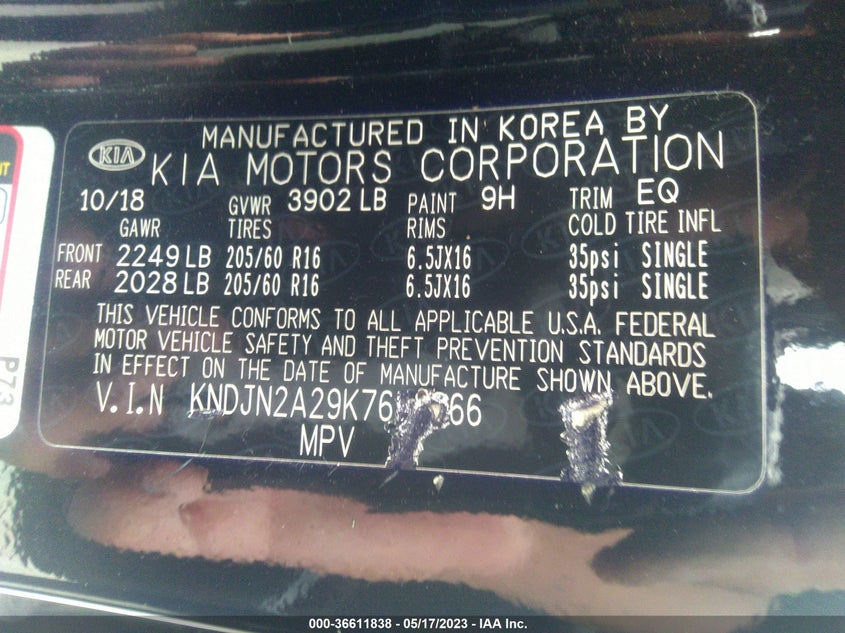 MANUFACTURED IN KOREA BY
KIA KIA MOTORS CORPORATION
10/18 GVWR 3902 LB PAINT 9H TRIM EQ
GAWR TIRES RIMS COLD TIRE INFL
FRONT 2249 LB 205/60 R16 6.5JX16 35psi SINGLE
REAR 2028 LB 205/60 R16 6.5JX16 35psi SINGLE
THIS VEHICLE CONFORMS TO ALL APPLICABLE U.S.A. FEDERAL
MOTOR VEHICLE SAFETY AND THEFT PREVENTION STANDARDS
IN EFFECT ON THE DATE OF MANUFACTURE SHOWN ABOVE.
V.I.N
MPV
P73
000-36611838 - 05/17/2023 - IAA Inc.